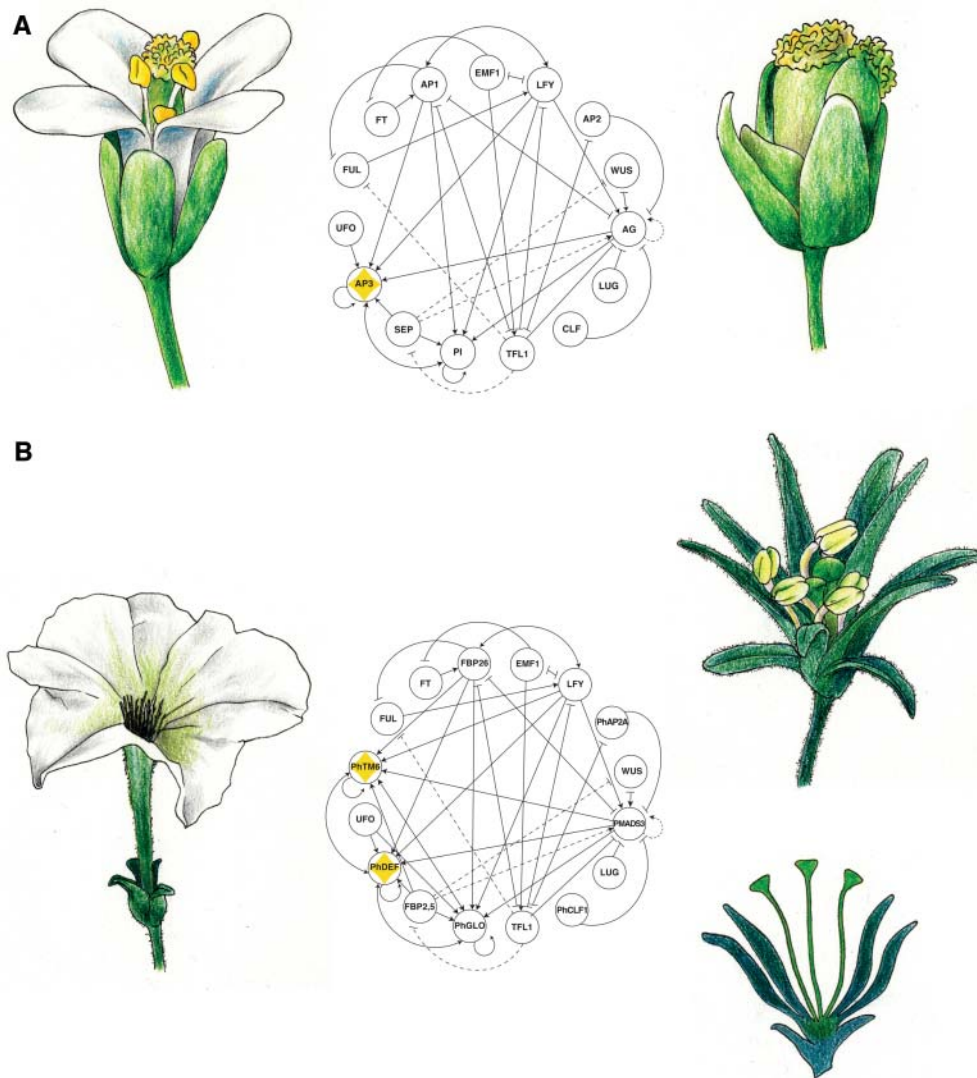 A
EMF1
AP1
LFY
FT
AP2
FUL
WUS
UFO
AG
AP3
LUG
SEP
CLF
PI
TFL1
B
FBP26
EMF1
FT
LFY
FUL
PhAP2A
PhTM6
WUS
UFO
PMADS3
PhDEF
LUG
FBP2,5
PhCLF1
PhGLO
TFL1